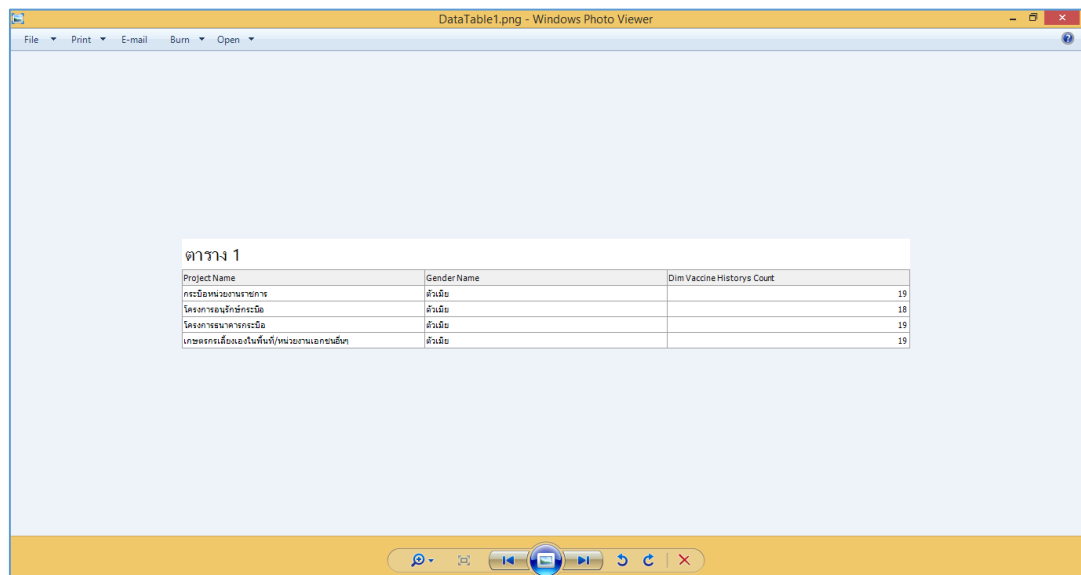 DataTable1.png - Windows Photo Viewer
File Print E-mail Burn Open
ตาราง 1
Project Name Gender Name Dim Vaccine Historys Count
กระบือหน่วยงานราชการ ตัวเมีย 19
โครงการอนุรักษ์กระบือ ตัวเมีย 18
โครงการธนาคารกระบือ ตัวเมีย 19
เกษตรกรเลี้ยงเองในพื้นที่/หน่วยงานเอกชนอื่นๆ ตัวเมีย 19